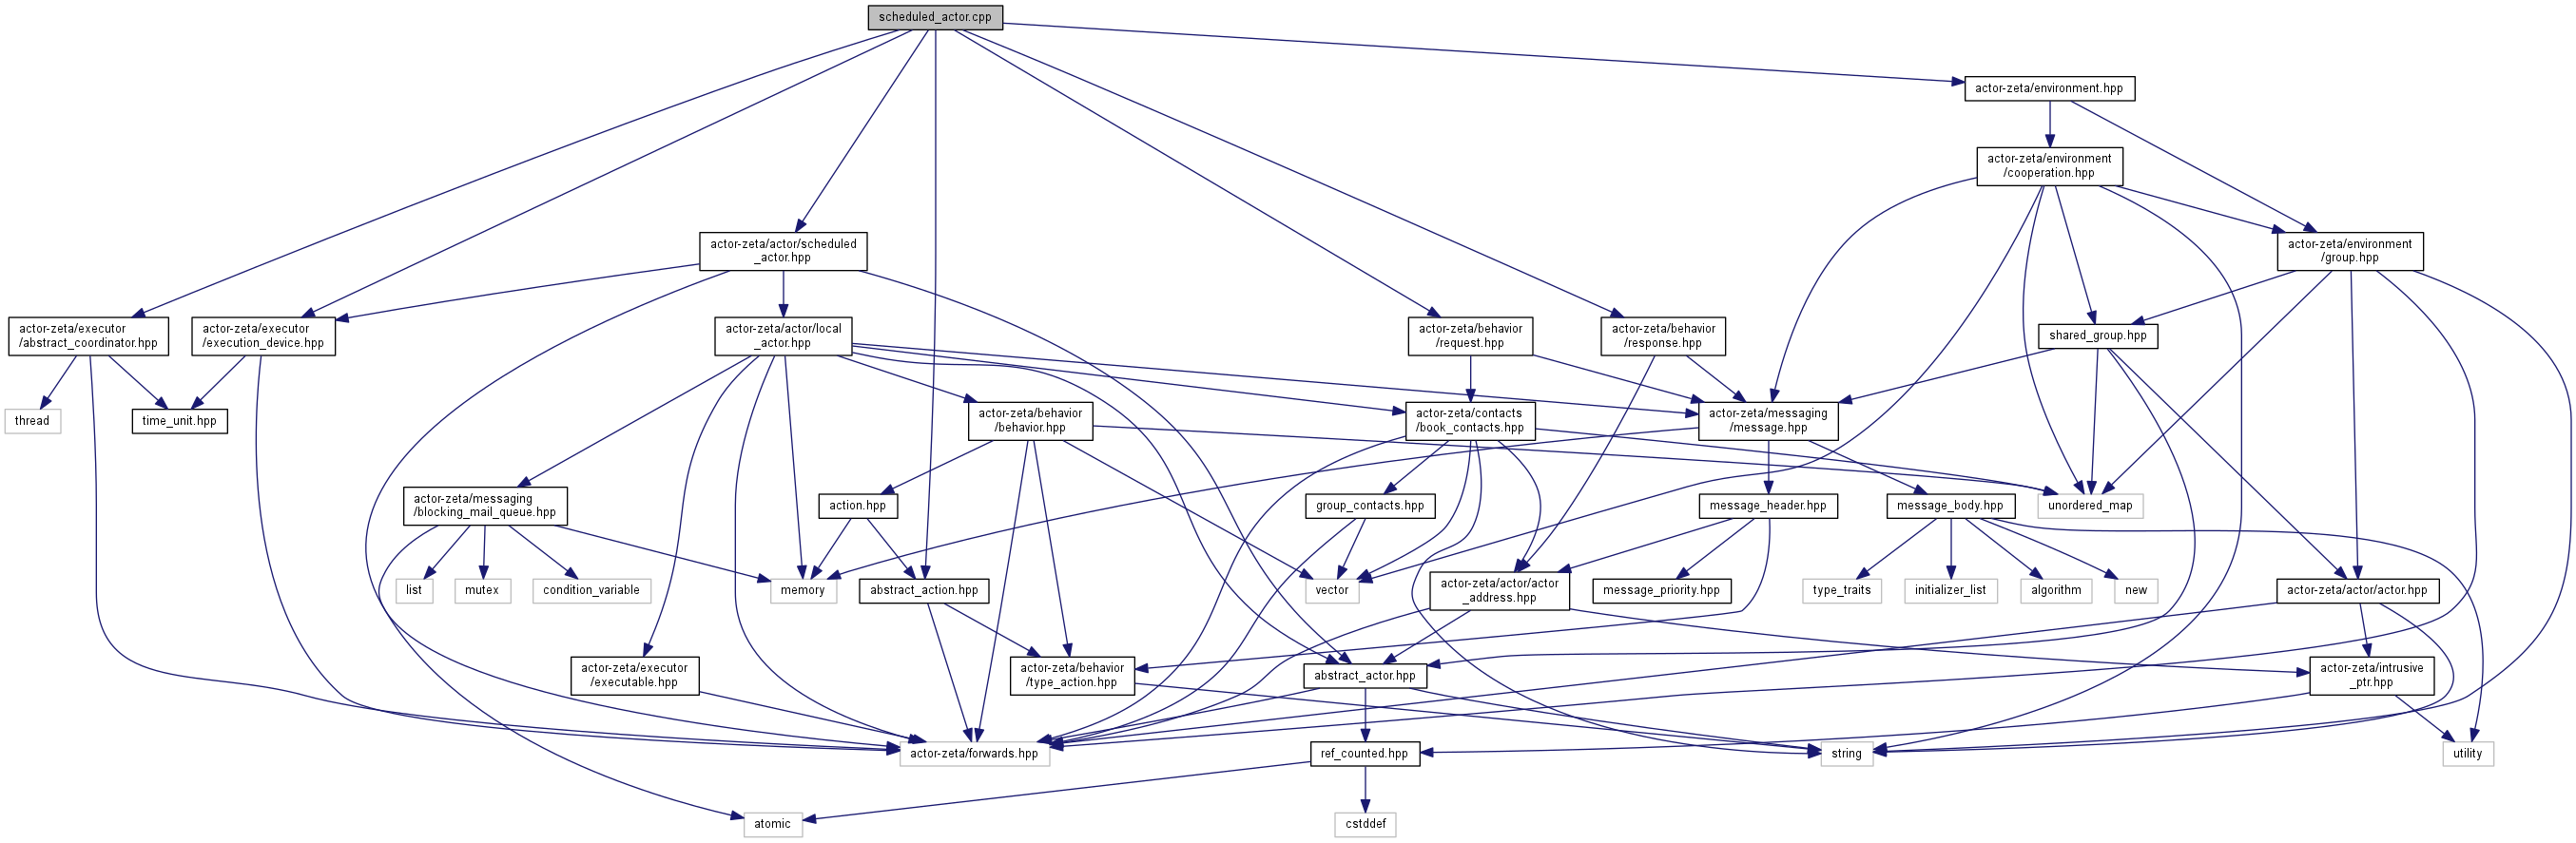 scheduled_actor.cpp
actor-zeta/environment.hpp
actor-zeta/environment
/cooperation.hpp
actor-zeta/actor/scheduled
_actor.hpp
actor-zeta/environment
/group.hpp
actor-zeta/executor
/abstract_coordinator.hpp
actor-zeta/executor
/execution_device.hpp
actor-zeta/actor/local
_actor.hpp
actor-zeta/behavior
/request.hpp
actor-zeta/behavior
/response.hpp
shared_group.hpp
thread
time_unit.hpp
actor-zeta/behavior
/behavior.hpp
actor-zeta/contacts
/book_contacts.hpp
actor-zeta/messaging
/message.hpp
actor-zeta/messaging
/blocking_mail_queue.hpp
action.hpp
group_contacts.hpp
message_header.hpp
message_body.hpp
unordered_map
list
mutex
condition_variable
memory
abstract_action.hpp
vector
actor-zeta/actor/actor
_address.hpp
message_priority.hpp
type_traits
initializer_list
algorithm
new
actor-zeta/actor/actor.hpp
actor-zeta/executor
/executable.hpp
actor-zeta/behavior
/type_action.hpp
abstract_actor.hpp
actor-zeta/intrusive
_ptr.hpp
actor-zeta/forwards.hpp
ref_counted.hpp
string
utility
atomic
cstddef